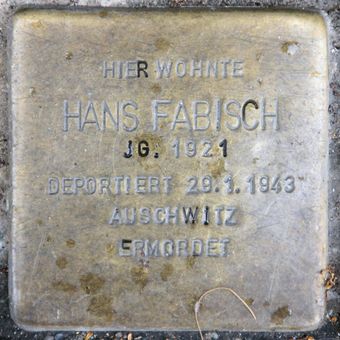 HIER WOHNTE
HANS FABISCH
JG. 1921
DEPORTIERT 29.1.1943
AUSCHWITZ
ERMORDET